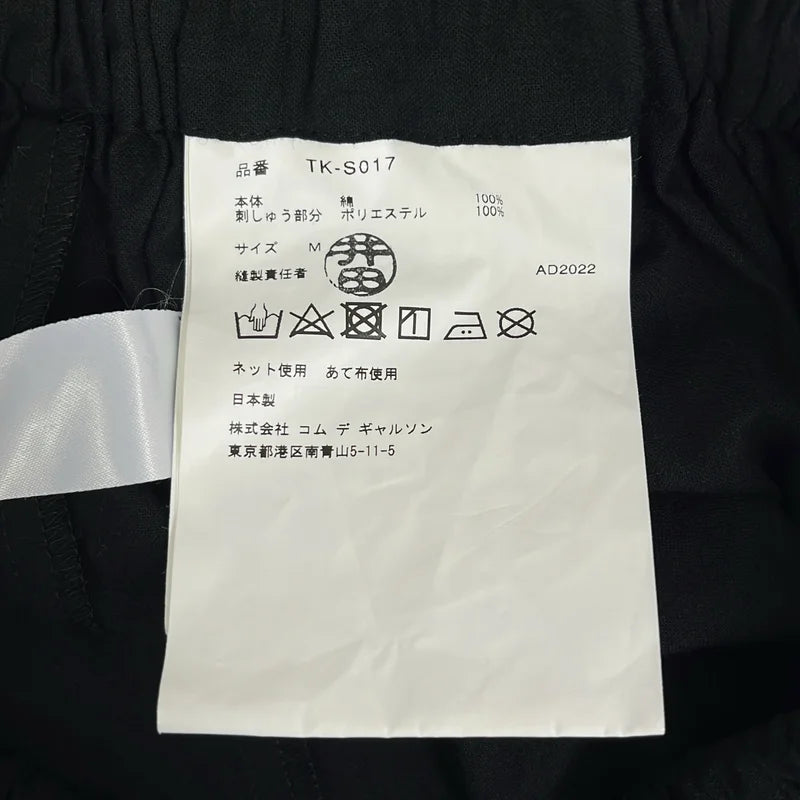 品番 TK-S017
本体 綿 100%
刺しゅう部分 ポリエステル 100%
サイズ M
縫製責任者 井田 AD2022
ネット使用 あて布使用
日本製
株式会社 コム デ ギャルソン
東京都港区南青山5-11-5